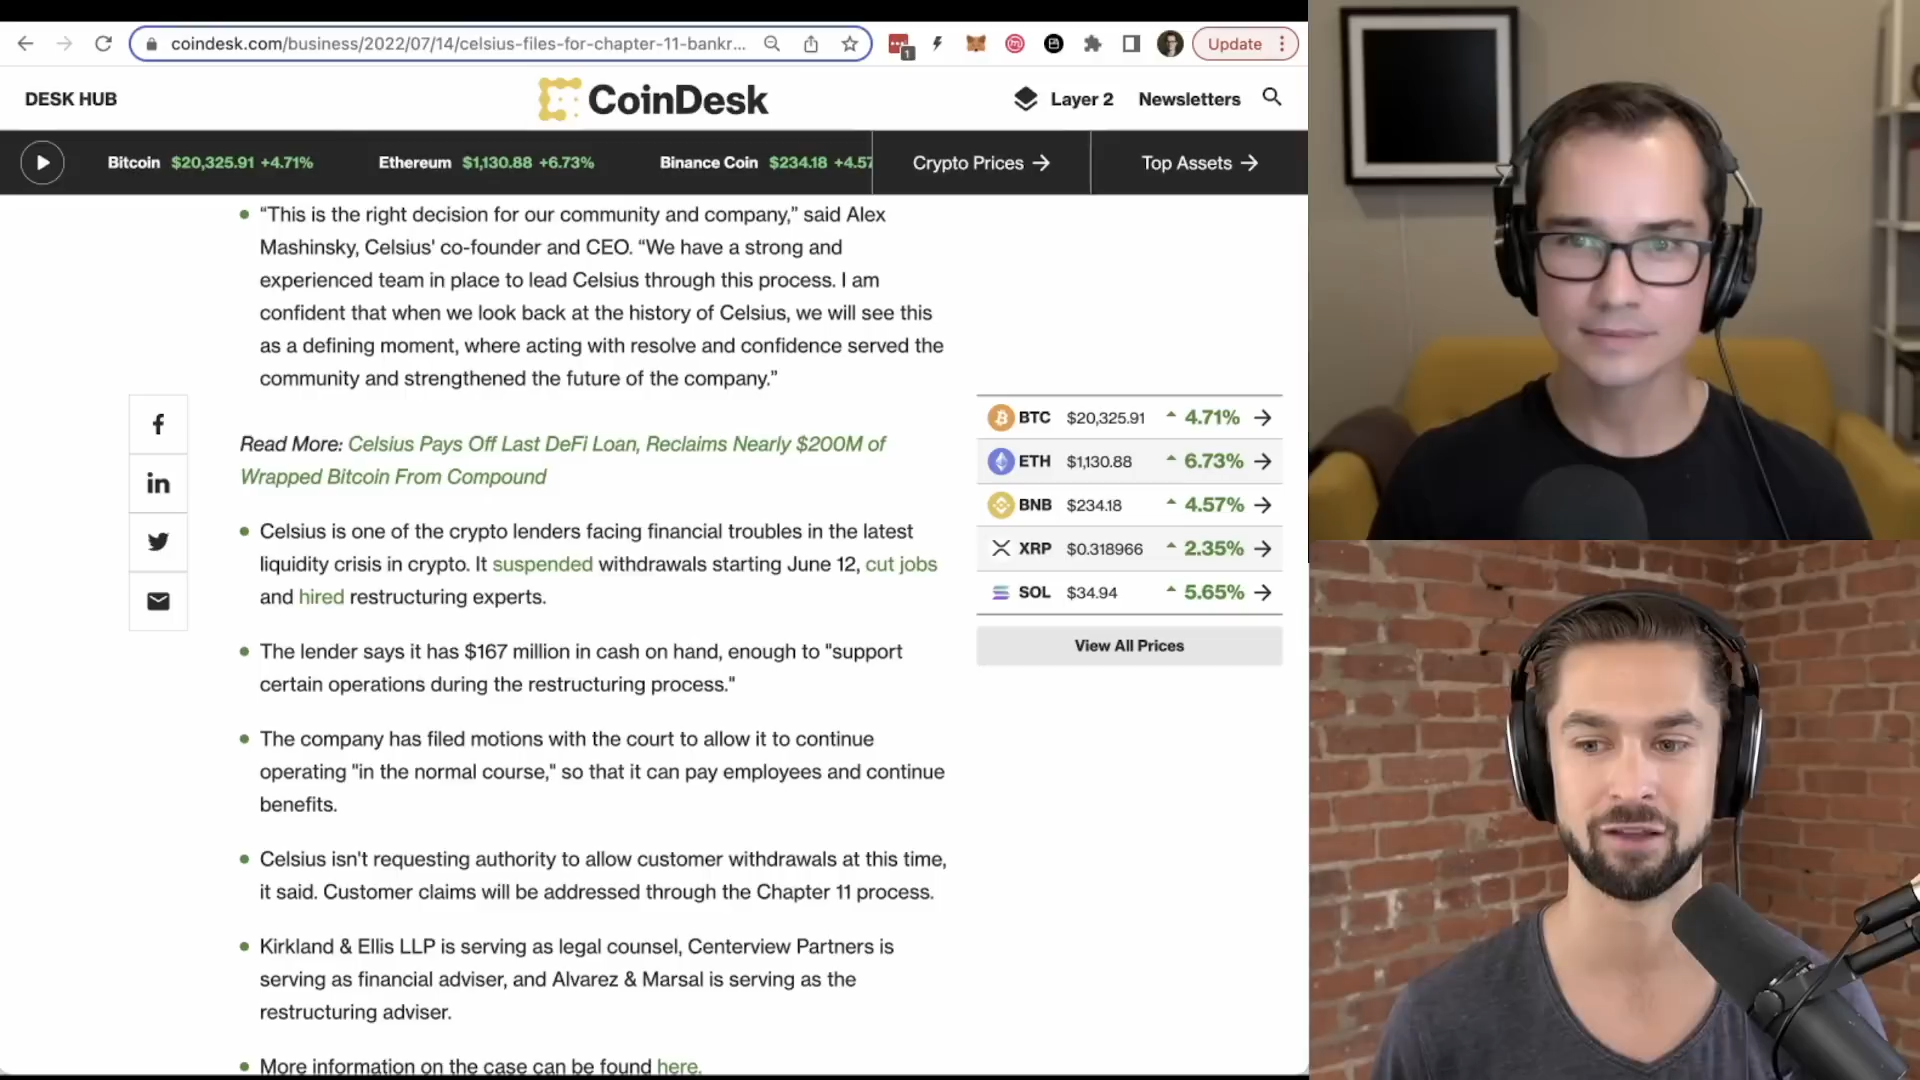 coindesk.com/business/2022/07/14/celsius-files-for-chapter-11-bankr...
1
Update
DESK HUB
CoinDesk
Layer 2
Newsletters
Bitcoin $20,325.91 +4.71%
Ethereum $1,130.88 +6.73%
Binance Coin $234.18 +4.57
Crypto Prices →
Top Assets →
“This is the right decision for our community and company,” said Alex
Mashinsky, Celsius' co-founder and CEO. “We have a strong and
experienced team in place to lead Celsius through this process. I am
confident that when we look back at the history of Celsius, we will see this
as a defining moment, where acting with resolve and confidence served the
community and strengthened the future of the company.”
Read More: Celsius Pays Off Last DeFi Loan, Reclaims Nearly $200M of
Wrapped Bitcoin From Compound
Celsius is one of the crypto lenders facing financial troubles in the latest
liquidity crisis in crypto. It suspended withdrawals starting June 12, cut jobs
and hired restructuring experts.
The lender says it has $167 million in cash on hand, enough to "support
certain operations during the restructuring process."
The company has filed motions with the court to allow it to continue
operating "in the normal course," so that it can pay employees and continue
benefits.
Celsius isn't requesting authority to allow customer withdrawals at this time,
it said. Customer claims will be addressed through the Chapter 11 process.
Kirkland & Ellis LLP is serving as legal counsel, Centerview Partners is
serving as financial adviser, and Alvarez & Marsal is serving as the
restructuring adviser.
More information on the case can be found here.
BTC $20,325.91 4.71% →
ETH $1,130.88 6.73% →
BNB $234.18 4.57% →
XRP $0.318966 2.35% →
SOL $34.94 5.65% →
View All Prices